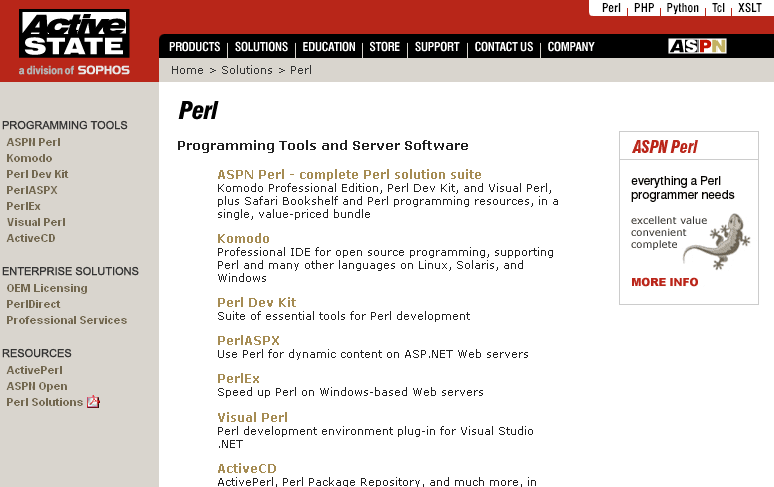 Perl | PHP | Python | Tcl | XSLT
Active
STATE
a division of SOPHOS
PRODUCTS | SOLUTIONS | EDUCATION | STORE | SUPPORT | CONTACT US | COMPANY
ASPN
Home > Solutions > Perl
PROGRAMMING TOOLS
ASPN Perl
Komodo
Perl Dev Kit
PerlASPX
PerlEx
Visual Perl
ActiveCD
ENTERPRISE SOLUTIONS
OEM Licensing
PerlDirect
Professional Services
RESOURCES
ActivePerl
ASPN Open
Perl Solutions
Perl
Programming Tools and Server Software
ASPN Perl - complete Perl solution suite
Komodo Professional Edition, Perl Dev Kit, and Visual Perl,
plus Safari Bookshelf and Perl programming resources, in a
single, value-priced bundle
Komodo
Professional IDE for open source programming, supporting
Perl and many other languages on Linux, Solaris, and
Windows
Perl Dev Kit
Suite of essential tools for Perl development
PerlASPX
Use Perl for dynamic content on ASP.NET Web servers
PerlEx
Speed up Perl on Windows-based Web servers
Visual Perl
Perl development environment plug-in for Visual Studio
.NET
ActiveCD
ActivePerl, Perl Package Repository, and much more, in
ASPN Perl
everything a Perl
programmer needs
excellent value
convenient
complete
MORE INFO